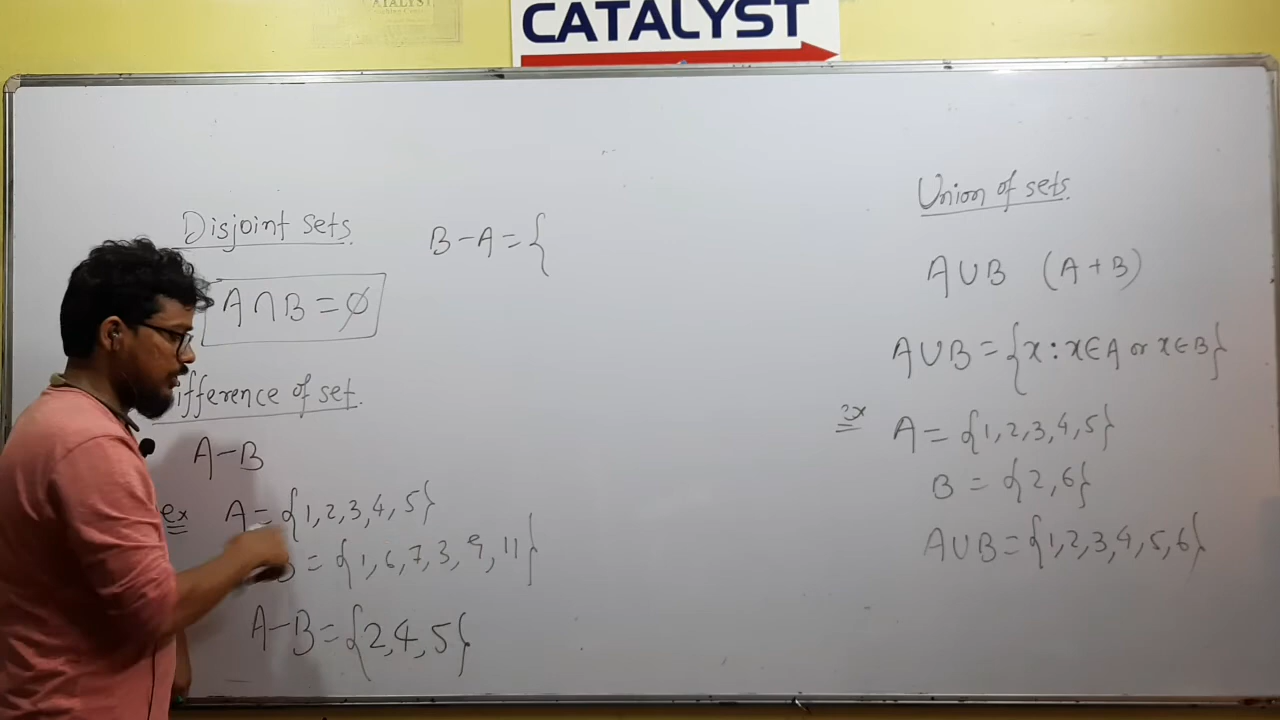 CATALYST
Disjoint sets.
A∩B=∅
ifference of set.
A-B
ex A={1,2,3,4,5}
B={1,6,7,3,9,11}
A-B={2,4,5}
B-A={
Union of sets.
A∪B (A+B)
A∪B={x:x∈A or x∈B}
ex A={1,2,3,4,5}
B={2,6}
A∪B={1,2,3,4,5,6}